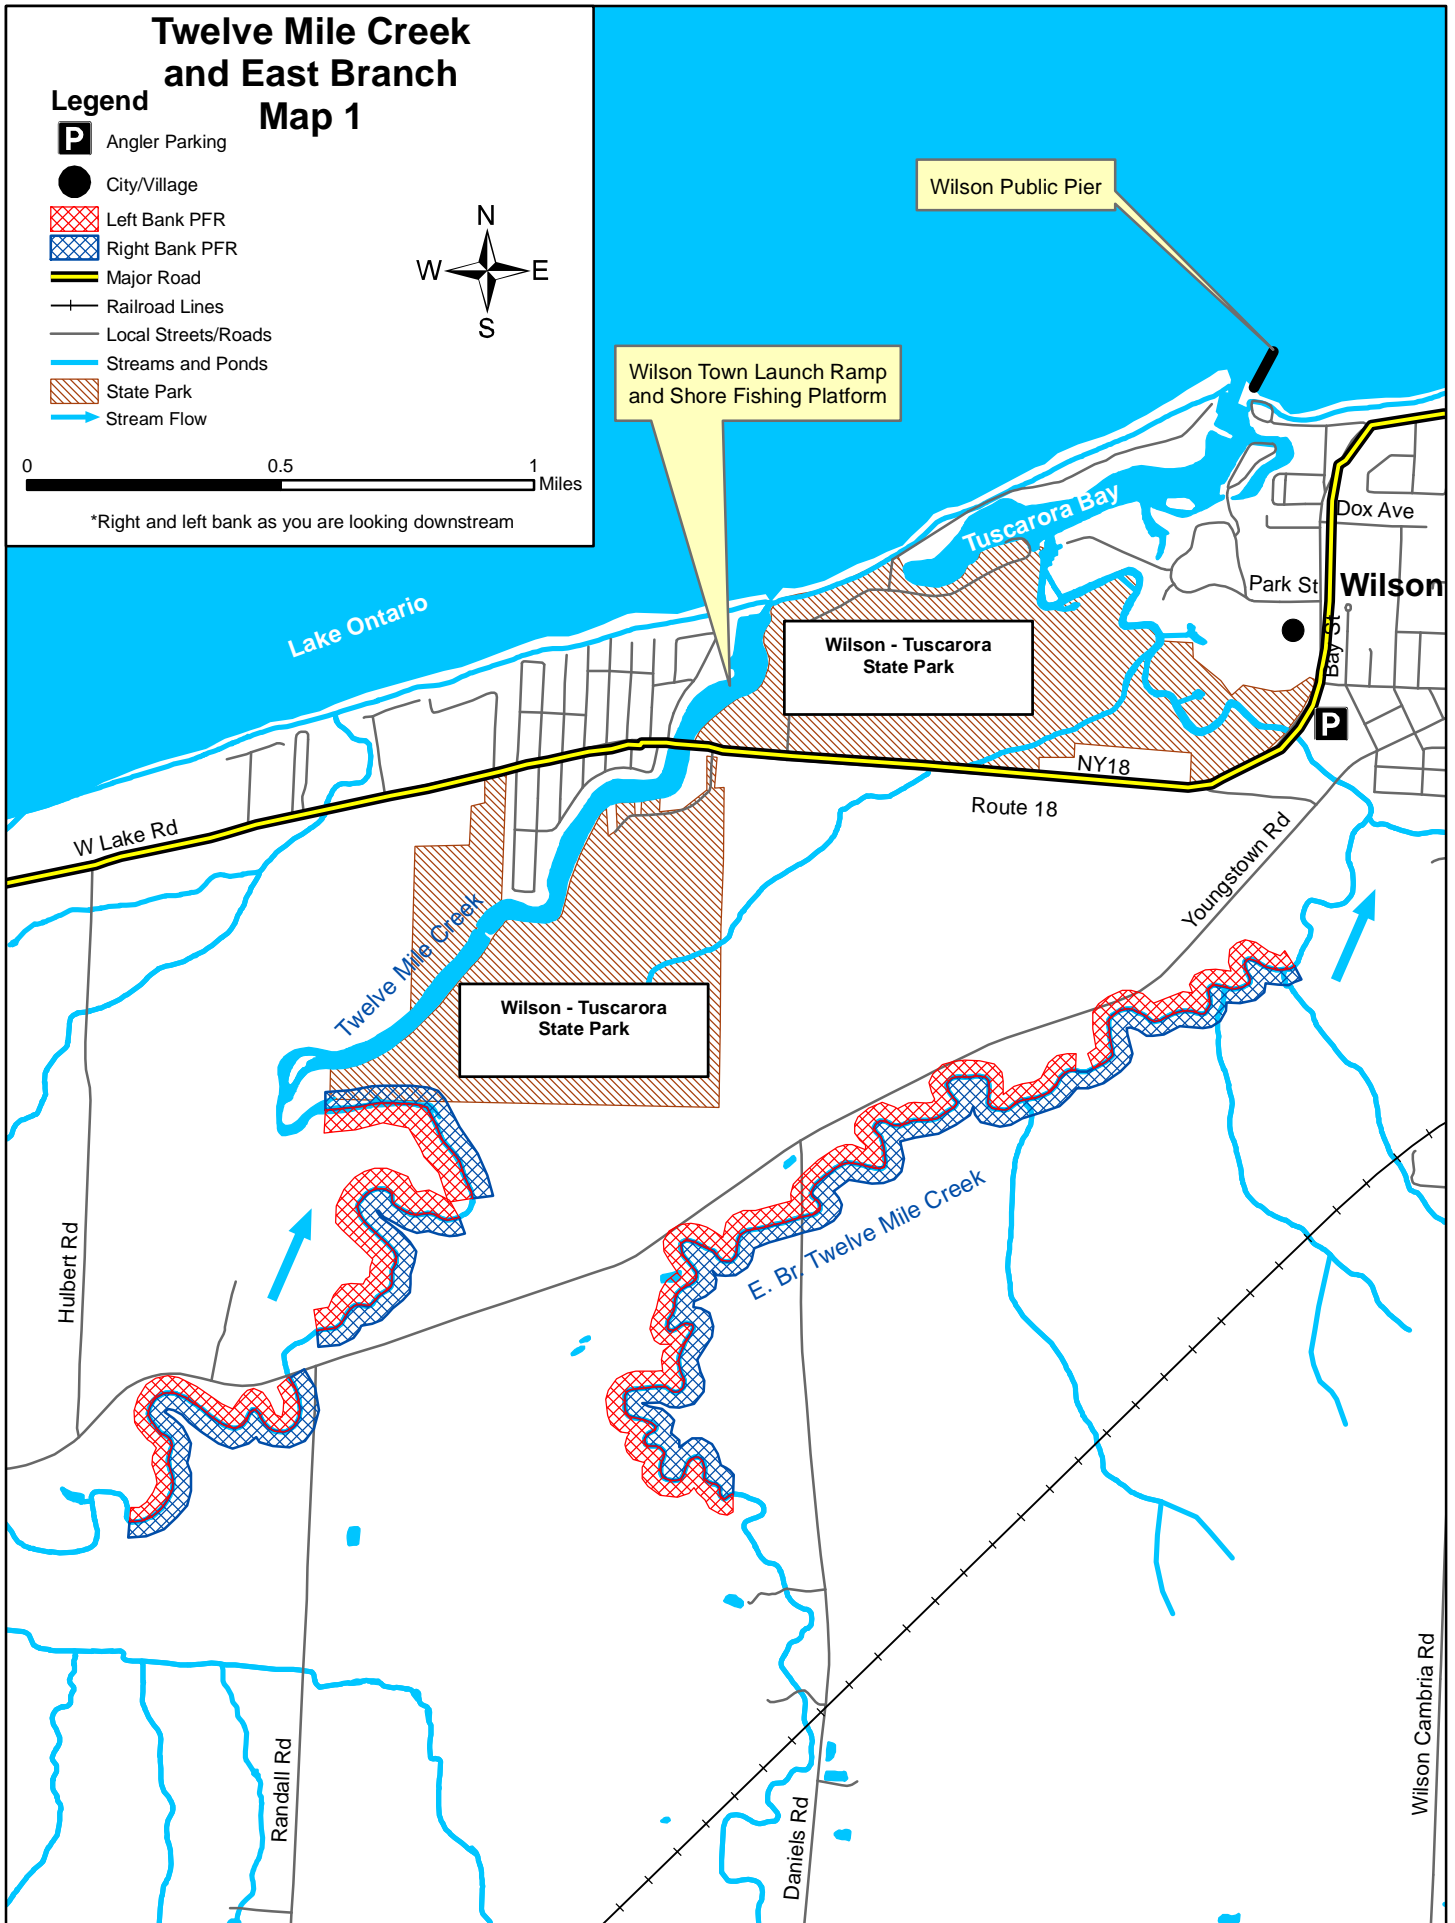 Twelve Mile Creek
and East Branch
Map 1
Legend
P Angler Parking
City/Village
Left Bank PFR
Right Bank PFR
Major Road
Railroad Lines
Local Streets/Roads
Streams and Ponds
State Park
Stream Flow
N
W E
S
0 0.5 1
Miles
*Right and left bank as you are looking downstream
Wilson Public Pier
Wilson Town Launch Ramp
and Shore Fishing Platform
Tuscarora Bay
Dox Ave
Park St
Wilson
Bay St
Lake Ontario
Wilson - Tuscarora
State Park
P
NY18
Route 18
W Lake Rd
Youngstown Rd
Twelve Mile Creek
Wilson - Tuscarora
State Park
E. Br. Twelve Mile Creek
Hulbert Rd
Randall Rd
Daniels Rd
Wilson Cambria Rd